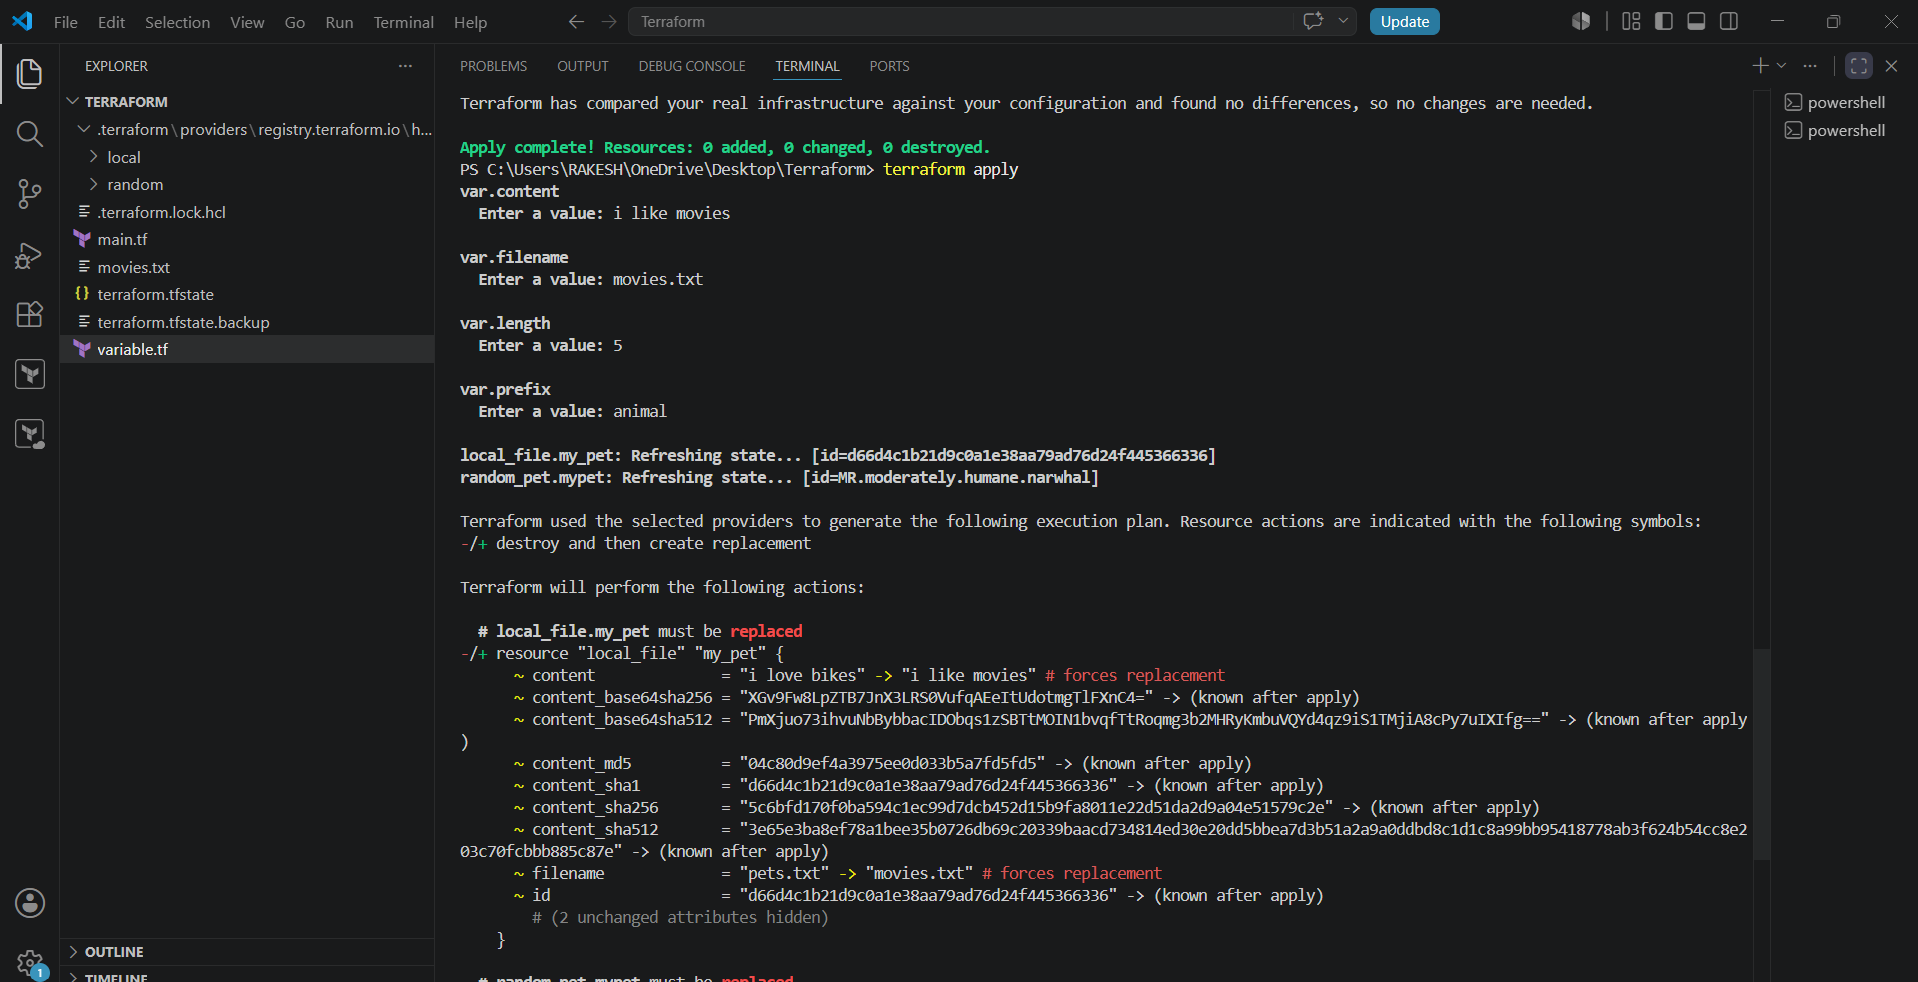 File Edit Selection View Go Run Terminal Help
Terraform
Update
EXPLORER
TERRAFORM
.terraform\providers\registry.terraform.io\h...
local
random
.terraform.lock.hcl
main.tf
movies.txt
{} terraform.tfstate
terraform.tfstate.backup
variable.tf
OUTLINE
TIMELINE
1
PROBLEMS OUTPUT DEBUG CONSOLE TERMINAL PORTS
powershell
powershell
Terraform has compared your real infrastructure against your configuration and found no differences, so no changes are needed.
Apply complete! Resources: 0 added, 0 changed, 0 destroyed.
PS C:\Users\RAKESH\OneDrive\Desktop\Terraform> terraform apply
var.content
Enter a value: i like movies
var.filename
Enter a value: movies.txt
var.length
Enter a value: 5
var.prefix
Enter a value: animal
local_file.my_pet: Refreshing state... [id=d66d4c1b21d9c0a1e38aa79ad76d24f445366336]
random_pet.mypet: Refreshing state... [id=MR.moderately.humane.narwhal]
Terraform used the selected providers to generate the following execution plan. Resource actions are indicated with the following symbols:
-/+ destroy and then create replacement
Terraform will perform the following actions:
# local_file.my_pet must be replaced
-/+ resource "local_file" "my_pet" {
~ content = "i love bikes" -> "i like movies" # forces replacement
~ content_base64sha256 = "XGv9Fw8LpZTB7JnX3LRS0VufqAEeItUdotmgTlFXnC4=" -> (known after apply)
~ content_base64sha512 = "PmXjuo73ihvuNbBybbacIDObqs1zSBTtMOIN1bvqfTtRoqmg3b2MHRyKmbuVQYd4qz9iS1TMjiA8cPy7uIXIfg==" -> (known after apply
)
~ content_md5 = "04c80d9ef4a3975ee0d033b5a7fd5fd5" -> (known after apply)
~ content_sha1 = "d66d4c1b21d9c0a1e38aa79ad76d24f445366336" -> (known after apply)
~ content_sha256 = "5c6bfd170f0ba594c1ec99d7dcb452d15b9fa8011e22d51da2d9a04e51579c2e" -> (known after apply)
~ content_sha512 = "3e65e3ba8ef78a1bee35b0726db69c20339baacd734814ed30e20dd5bbea7d3b51a2a9a0ddbd8c1d1c8a99bb95418778ab3f624b54cc8e2
03c70fcbbb885c87e" -> (known after apply)
~ filename = "pets.txt" -> "movies.txt" # forces replacement
~ id = "d66d4c1b21d9c0a1e38aa79ad76d24f445366336" -> (known after apply)
# (2 unchanged attributes hidden)
}
# random_pet.mypet must be replaced